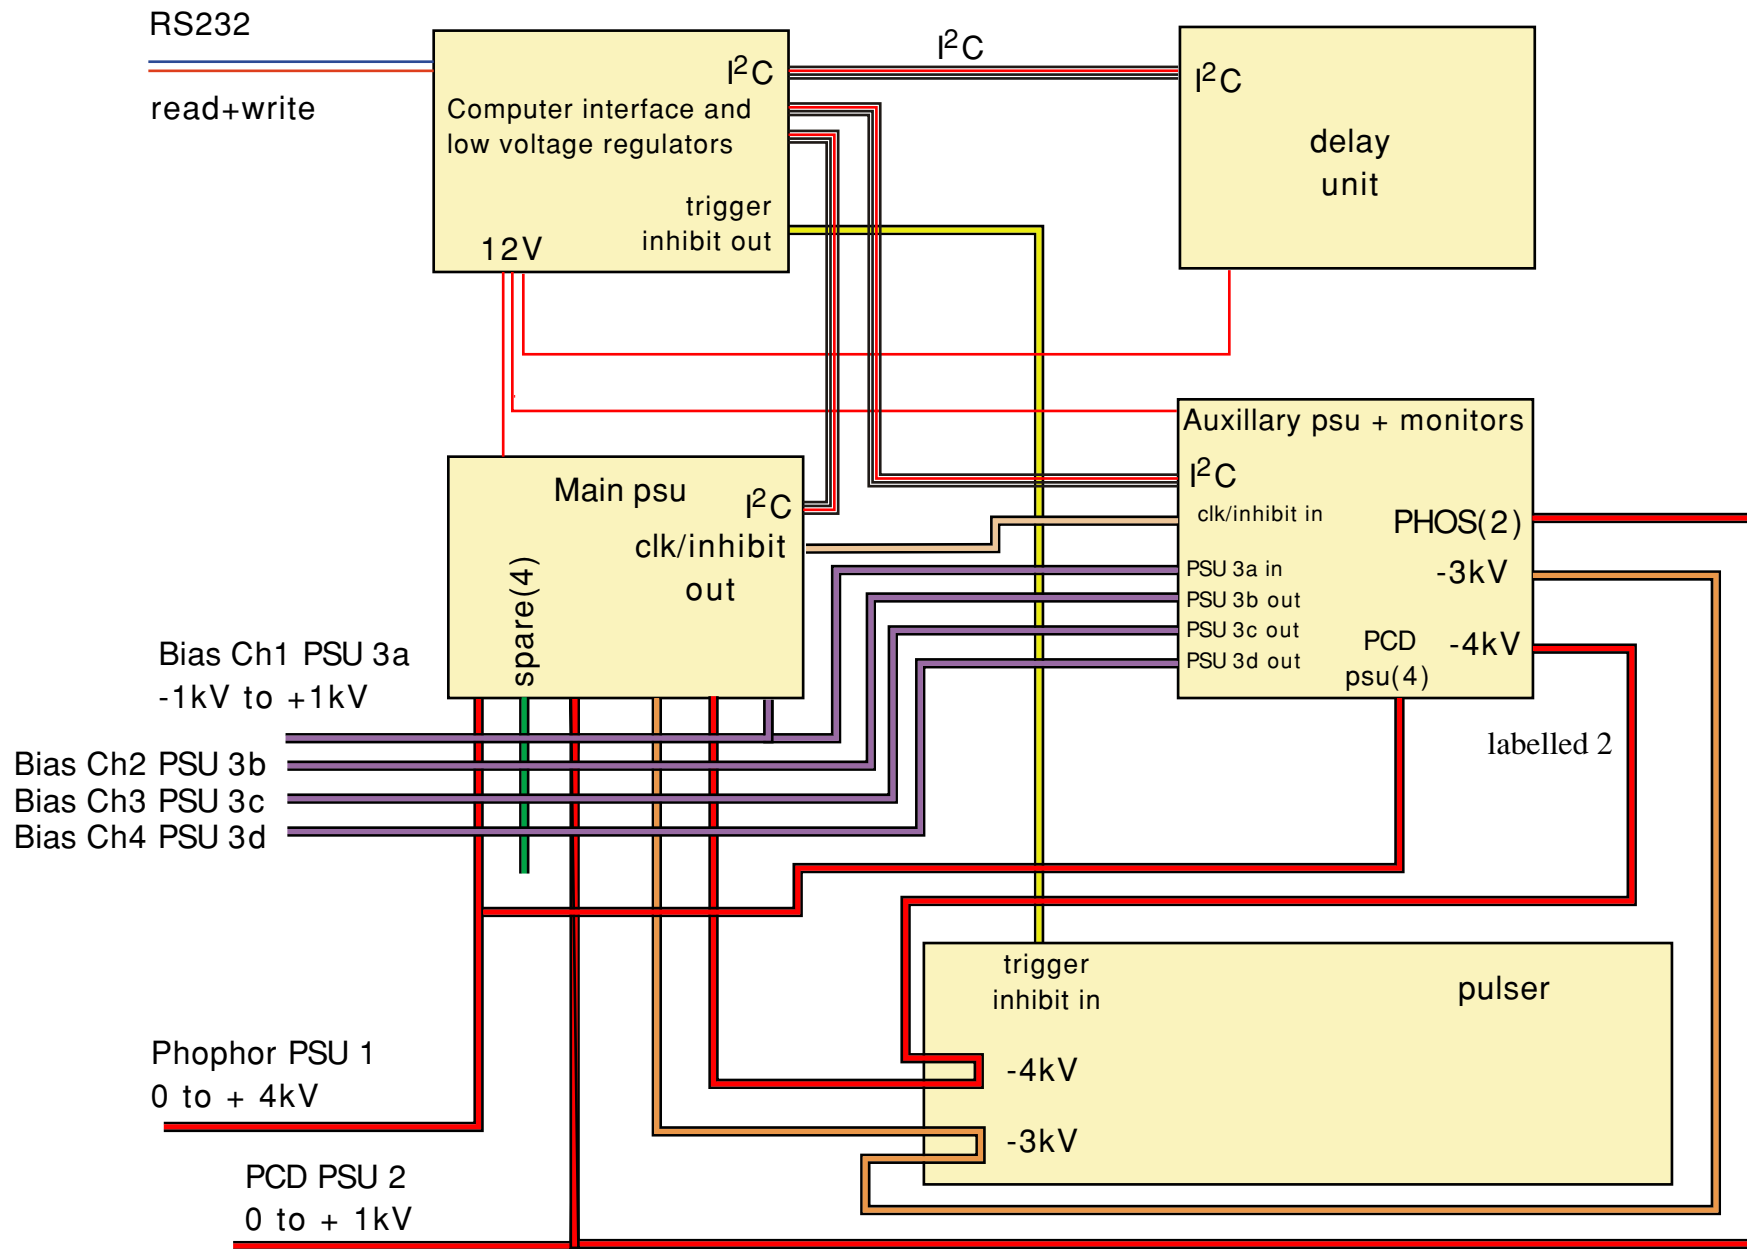 RS232
read+write
I²C
Computer interface and
low voltage regulators
trigger
inhibit out
12V
I²C
I²C
delay
unit
Main psu
I²C
clk/inhibit
out
spare(4)
Auxillary psu + monitors
I²C
clk/inhibit in
PHOS(2)
PSU 3a in
-3kV
PSU 3b out
PSU 3c out
PSU 3d out
PCD
psu(4)
-4kV
labelled 2
Bias Ch1 PSU 3a
-1kV to +1kV
Bias Ch2 PSU 3b
Bias Ch3 PSU 3c
Bias Ch4 PSU 3d
trigger
inhibit in
pulser
-4kV
-3kV
Phophor PSU 1
0 to + 4kV
PCD PSU 2
0 to + 1kV